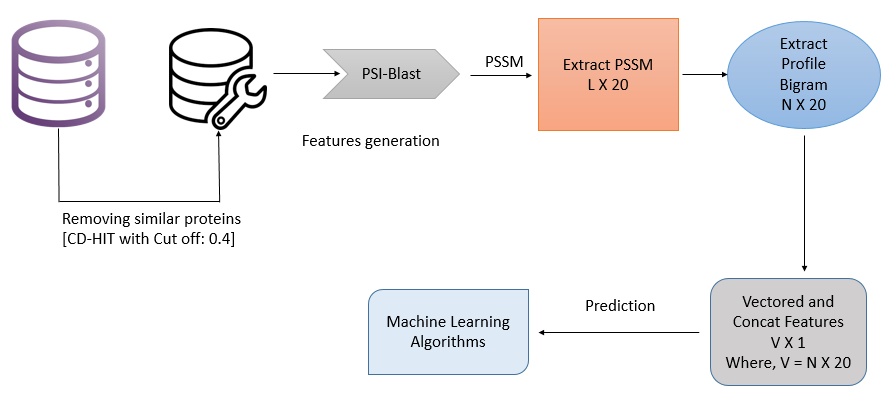 PSI-Blast
PSSM
Extract PSSM
L X 20
Extract
Profile
Bigram
N X 20
Features generation
Removing similar proteins
[CD-HIT with Cut off: 0.4]
Vectored and
Concat Features
V X 1
Where, V = N X 20
Prediction
Machine Learning
Algorithms